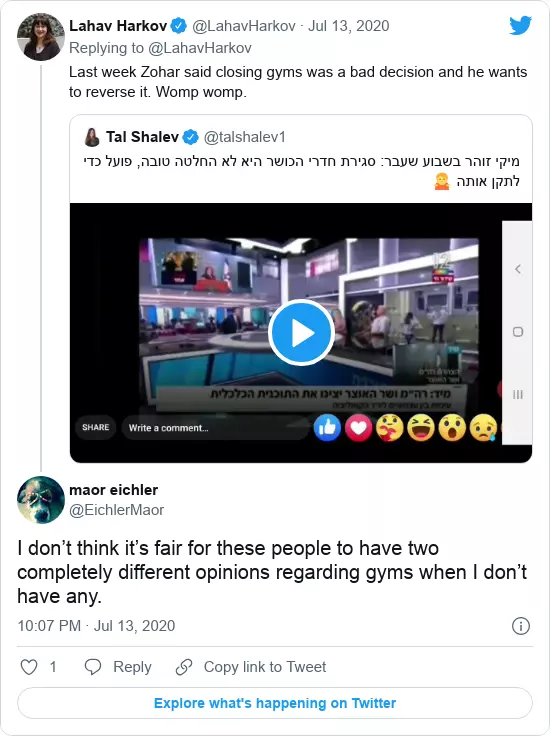 Lahav Harkov @LahavHarkov · Jul 13, 2020
Replying to @LahavHarkov
Last week Zohar said closing gyms was a bad decision and he wants
to reverse it. Womp womp.
Tal Shalev @talshalev1
מיקי זוהר בשבוע שעבר: סגירת חדרי הכושר היא לא החלטה טובה, פועל כדי
לתקן אותה 🤷
12
מיד: רה"מ ושר האוצר יציגו את התוכנית הכלכלית
SHARE Write a comment...
maor eichler
@EichlerMaor
I don’t think it’s fair for these people to have two
completely different opinions regarding gyms when I don’t
have any.
10:07 PM · Jul 13, 2020
1 Reply Copy link to Tweet
Explore what's happening on Twitter